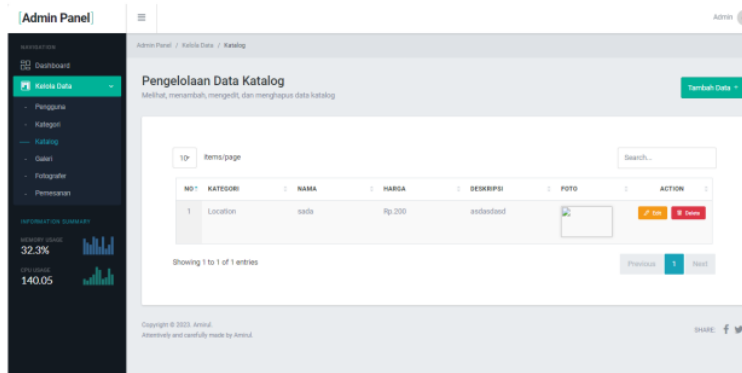 [Admin Panel]
Admin
NAVIGATION
Admin Panel / Kelola Data / Katalog
Dashboard
Kelola Data
- Pengguna
- Kategori
Katalog
- Galeri
- Fotografer
- Pemesanan
INFORMATION SUMMARY
MEMORY USAGE
32.3%
CPU USAGE
140.05
Pengelolaan Data Katalog
Melihat, menambah, mengedit, dan menghapus data katalog
Tambah Data
10 items/page
Search...
NO KATEGORI NAMA HARGA DESKRIPSI FOTO ACTION
1 Location sada Rp 200 asdasdasd Edit Delete
Showing 1 to 1 of 1 entries
Previous 1 Next
Copyright © 2023. Amirul.
Attentively and carefully made by Amirul.
SHARE: